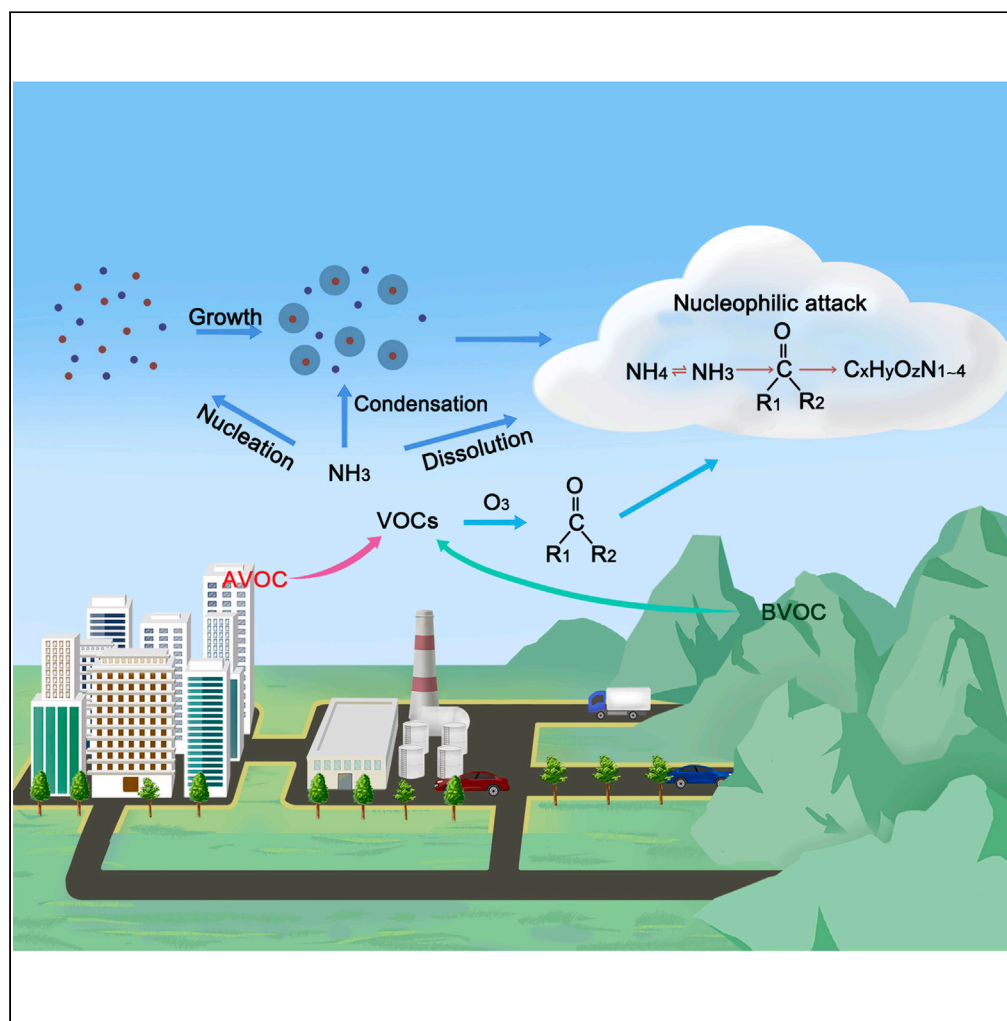 Growth
Nucleation
Condensation
Dissolution
NH₃
Nucleophilic attack
O
NH₄ ⇌ NH₃ → C → CxHyOzN₁~₄
R₁ R₂
VOCs
O₃
O
C
R₁ R₂
AVOC
BVOC